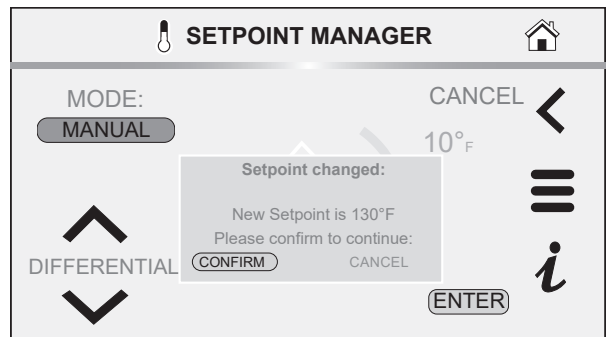 SETPOINT MANAGER
MODE:
MANUAL
CANCEL
10°F
Setpoint changed:
New Setpoint is 130°F
Please confirm to continue:
CONFIRM CANCEL
DIFFERENTIAL
ENTER
i